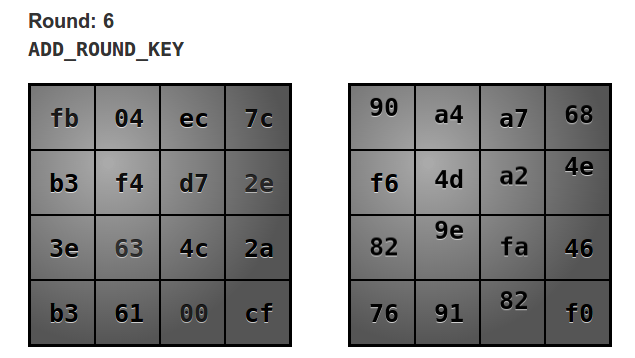 Round: 6
ADD_ROUND_KEY
fb 04 ec 7c 90 a4 a7 68
b3 f4 d7 2e f6 4d a2 4e
3e 63 4c 2a 82 9e fa 46
b3 61 00 cf 76 91 82 f0